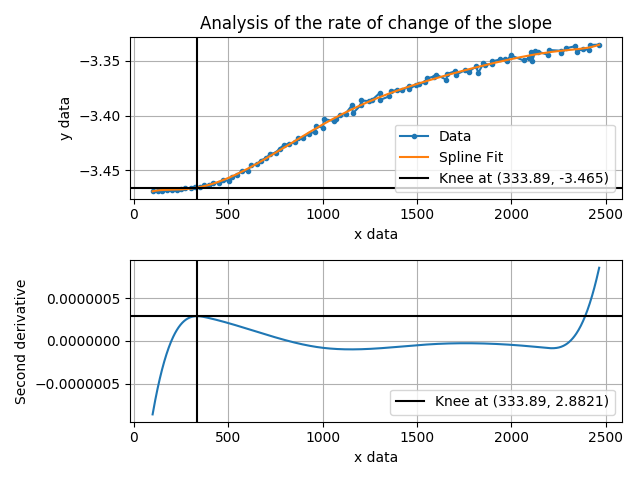 Analysis of the rate of change of the slope
−3.35
−3.40
−3.45
y data
Data
Spline Fit
Knee at (333.89, -3.465)
0 500 1000 1500 2000 2500
x data
0.0000005
0.0000000
−0.0000005
Second derivative
Knee at (333.89, 2.8821)
0 500 1000 1500 2000 2500
x data